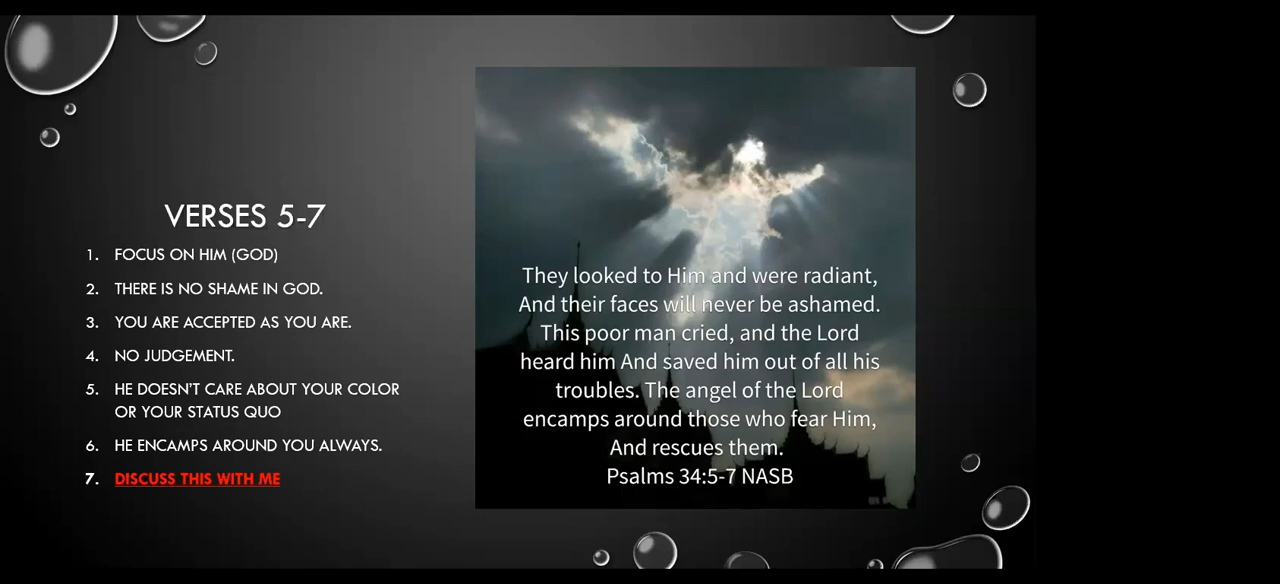 VERSES 5-7
1. FOCUS ON HIM (GOD)
2. THERE IS NO SHAME IN GOD.
3. YOU ARE ACCEPTED AS YOU ARE.
4. NO JUDGEMENT.
5. HE DOESN'T CARE ABOUT YOUR COLOR
OR YOUR STATUS QUO
6. HE ENCAMPS AROUND YOU ALWAYS.
7. DISCUSS THIS WITH ME
They looked to Him and were radiant,
And their faces will never be ashamed.
This poor man cried, and the Lord
heard him And saved him out of all his
troubles. The angel of the Lord
encamps around those who fear Him,
And rescues them.
Psalms 34:5-7 NASB